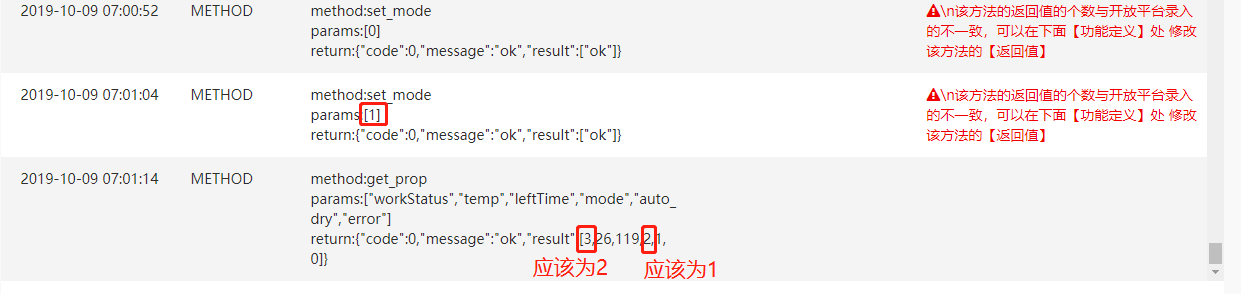 2019-10-09 07:00:52 METHOD method:set_mode
params:[0]
return:{"code":0,"message":"ok","result":["ok"]}
\n该方法的返回值的个数与开放平台录入
的不一致，可以在下面【功能定义】处 修改
该方法的【返回值】
2019-10-09 07:01:04 METHOD method:set_mode
params:[1]
return:{"code":0,"message":"ok","result":["ok"]}
\n该方法的返回值的个数与开放平台录入
的不一致，可以在下面【功能定义】处 修改
该方法的【返回值】
2019-10-09 07:01:14 METHOD method:get_prop
params:["workStatus","temp","leftTime","mode","auto_
dry","error"]
return:{"code":0,"message":"ok","result":[3,26,119,2,1,
0]}
应该为2 应该为1